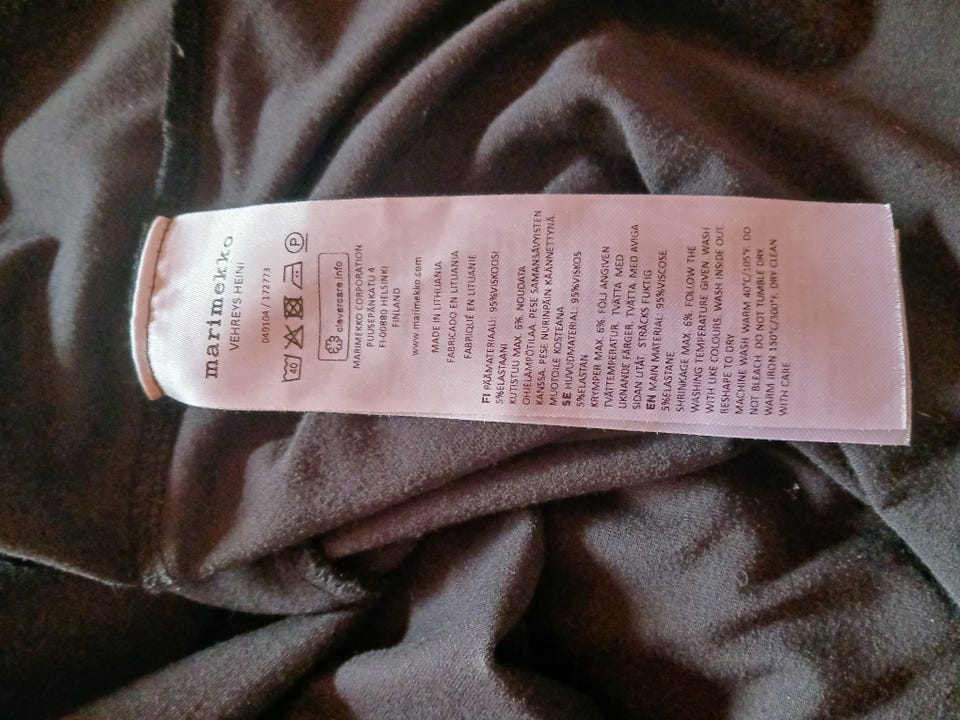 marimekko
VEHREYS HEINI
049104 / 172773
40 P
clevercare.info
MARIMEKKO CORPORATION
PUUSEPÄNKATU 4
FI-00880 HELSINKI
FINLAND
www.marimekko.com
MADE IN LITHUANIA
FABRICADO EN LITUANIA
FABRIQUÉ EN LITUANIE
FI PÄÄMATERIAALI: 95%VISKOOSI
5%ELASTAANI
KUTISTUU MAX. 6%. NOUDATA
OHJELÄMPÖTILAA. PESE SAMANSÄVYISTEN
KANSSA. PESE NURINPÄIN KÄÄNNETTYNÄ.
MUOTOILE KOSTEANA
SE HUVUDMATERIAL: 95%VISKOS
5%ELASTAN
KRYMPER MAX. 6%. FÖLJ ANGIVEN
TVÄTTEMPERATUR. TVÄTTA MED
LIKNANDE FÄRGER. TVÄTTA MED AVIGA
SIDAN UTÅT. STRÄCKS FUKTIG
EN MAIN MATERIAL: 95%VISCOSE
5%ELASTANE
SHRINKAGE MAX. 6%. FOLLOW THE
WASHING TEMPERATURE GIVEN. WASH
WITH LIKE COLOURS. WASH INSIDE OUT.
RESHAPE TO DRY
MACHINE WASH WARM 40°C/105°F. DO
NOT BLEACH. DO NOT TUMBLE DRY.
WARM IRON 150°C/300°F. DRY CLEAN
WITH CARE